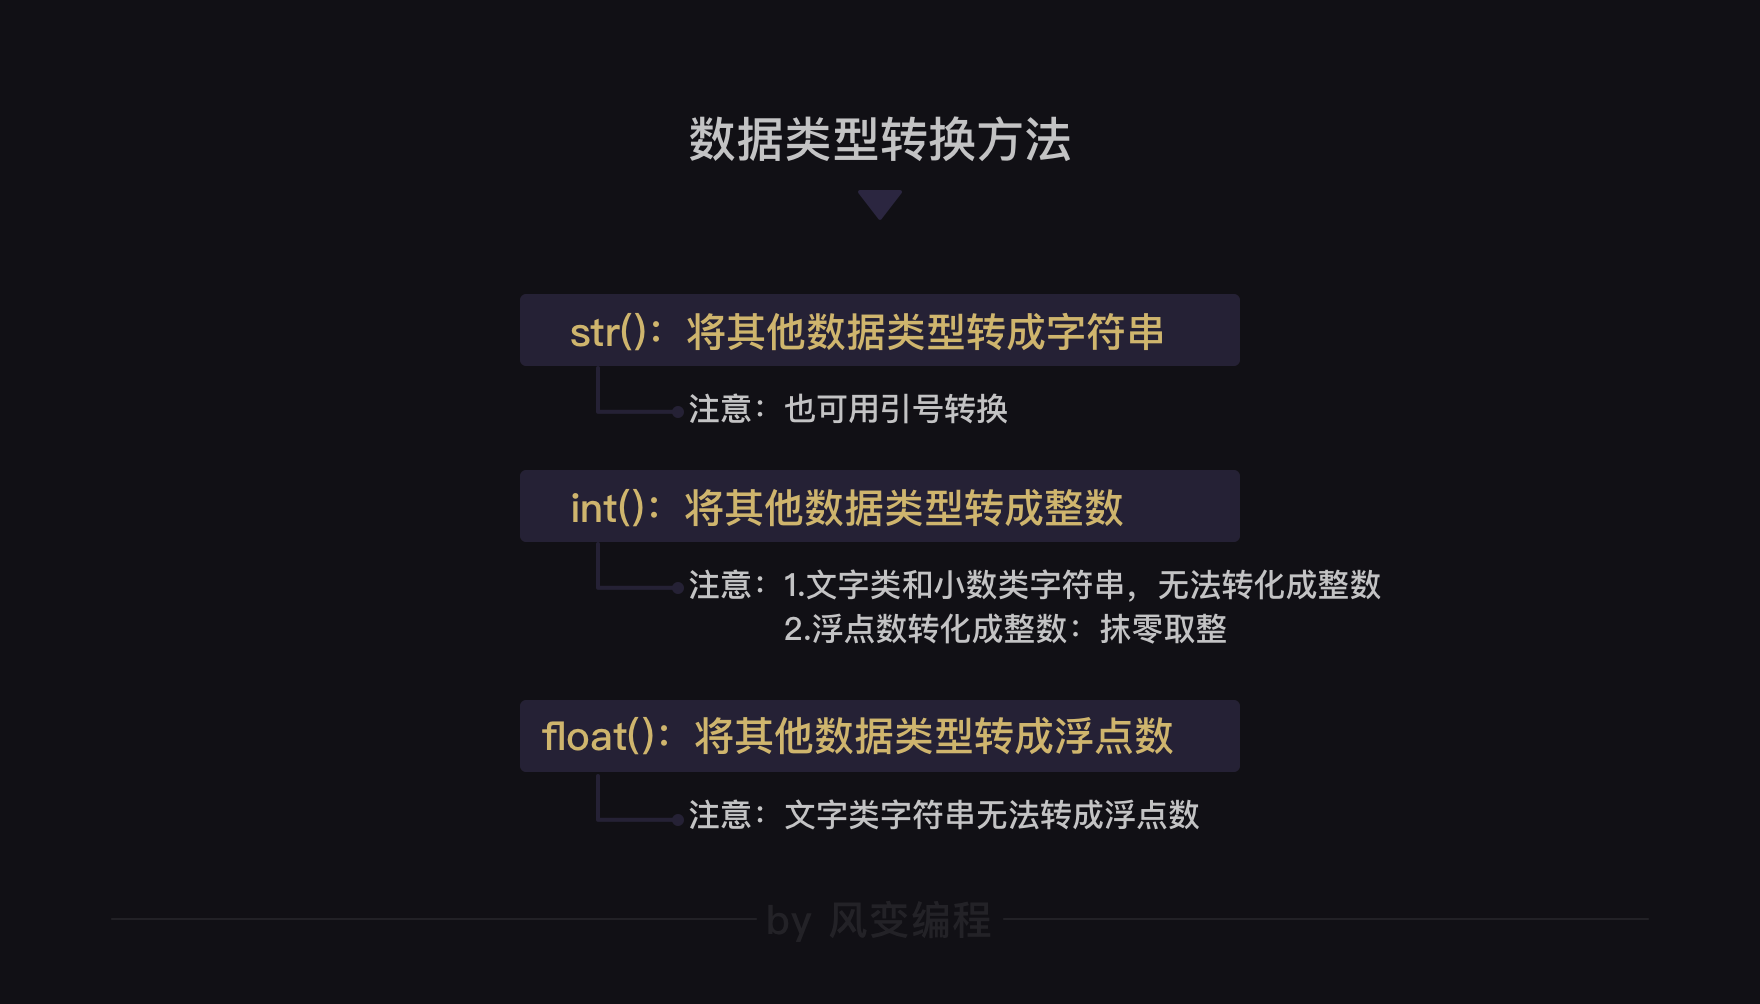 数据类型转换方法
str()：将其他数据类型转成字符串
注意：也可用引号转换
int()：将其他数据类型转成整数
注意：1.文字类和小数类字符串，无法转化成整数
2.浮点数转化成整数：抹零取整
float()：将其他数据类型转成浮点数
注意：文字类字符串无法转成浮点数
by 风变编程